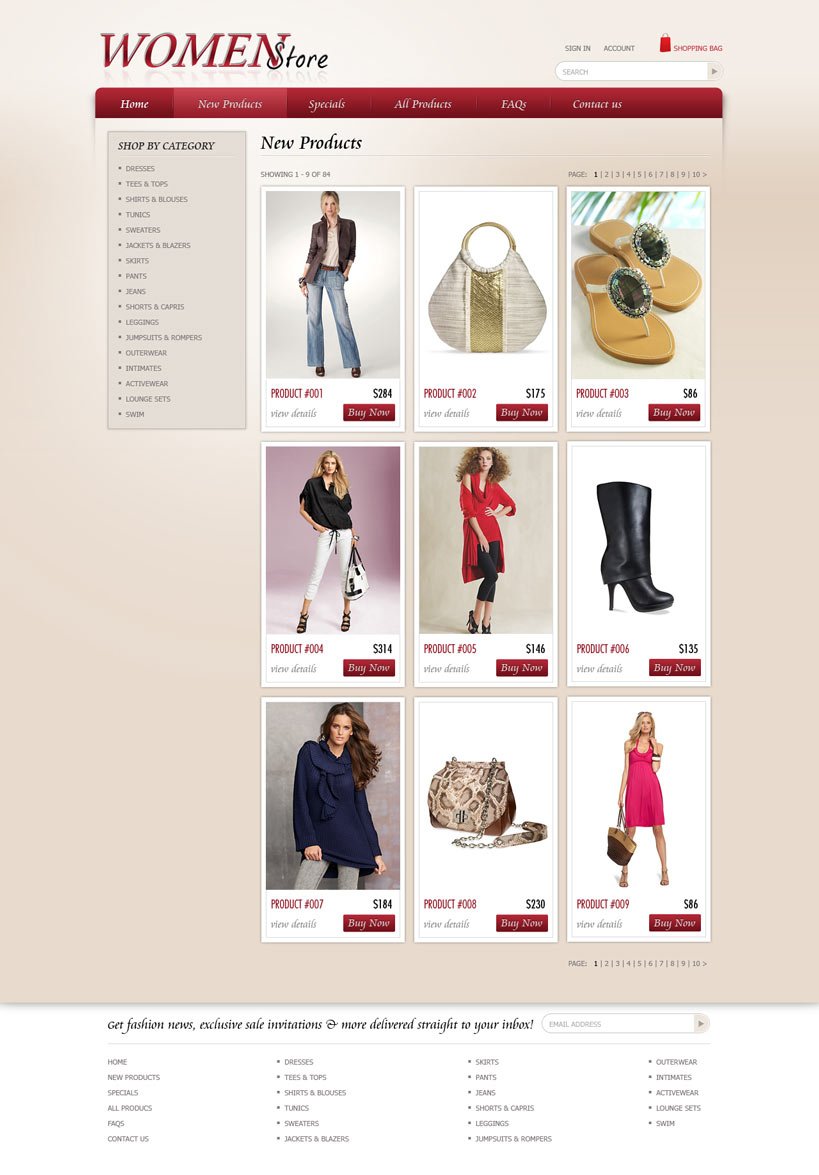 WOMEN Store
SIGN IN ACCOUNT SHOPPING BAG
SEARCH
Home New Products Specials All Products FAQs Contact us
SHOP BY CATEGORY
DRESSES
TEES & TOPS
SHIRTS & BLOUSES
TUNICS
SWEATERS
JACKETS & BLAZERS
SKIRTS
PANTS
JEANS
SHORTS & CAPRIS
LEGGINGS
JUMPSUITS & ROMPERS
OUTERWEAR
INTIMATES
ACTIVEWEAR
LOUNGE SETS
SWIM
New Products
SHOWING 1 - 9 OF 84 PAGE: 1 | 2 | 3 | 4 | 5 | 6 | 7 | 8 | 9 | 10 >
PRODUCT #001 $284 PRODUCT #002 $175 PRODUCT #003 $86
view details Buy Now view details Buy Now view details Buy Now
PRODUCT #004 $314 PRODUCT #005 $146 PRODUCT #006 $135
view details Buy Now view details Buy Now view details Buy Now
PRODUCT #007 $184 PRODUCT #008 $230 PRODUCT #009 $86
view details Buy Now view details Buy Now view details Buy Now
PAGE: 1 | 2 | 3 | 4 | 5 | 6 | 7 | 8 | 9 | 10 >
Get fashion news, exclusive sale invitations & more delivered straight to your inbox! EMAIL ADDRESS
HOME DRESSES SKIRTS OUTERWEAR
NEW PRODUCTS TEES & TOPS PANTS INTIMATES
SPECIALS SHIRTS & BLOUSES JEANS ACTIVEWEAR
ALL PRODUCS TUNICS SHORTS & CAPRIS LOUNGE SETS
FAQS SWEATERS LEGGINGS SWIM
CONTACT US JACKETS & BLAZERS JUMPSUITS & ROMPERS